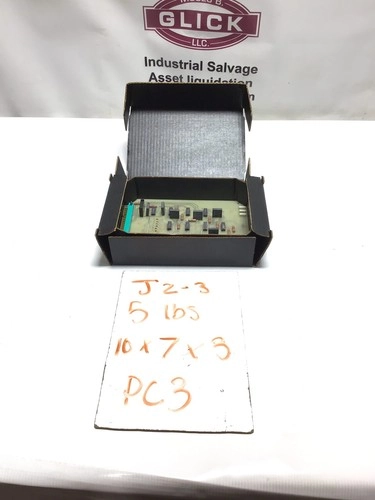 GLICK
LLC.
Industrial Salvage
Asset liquidation
J2-3
5 lbs
10 x 7 x 3
PC3